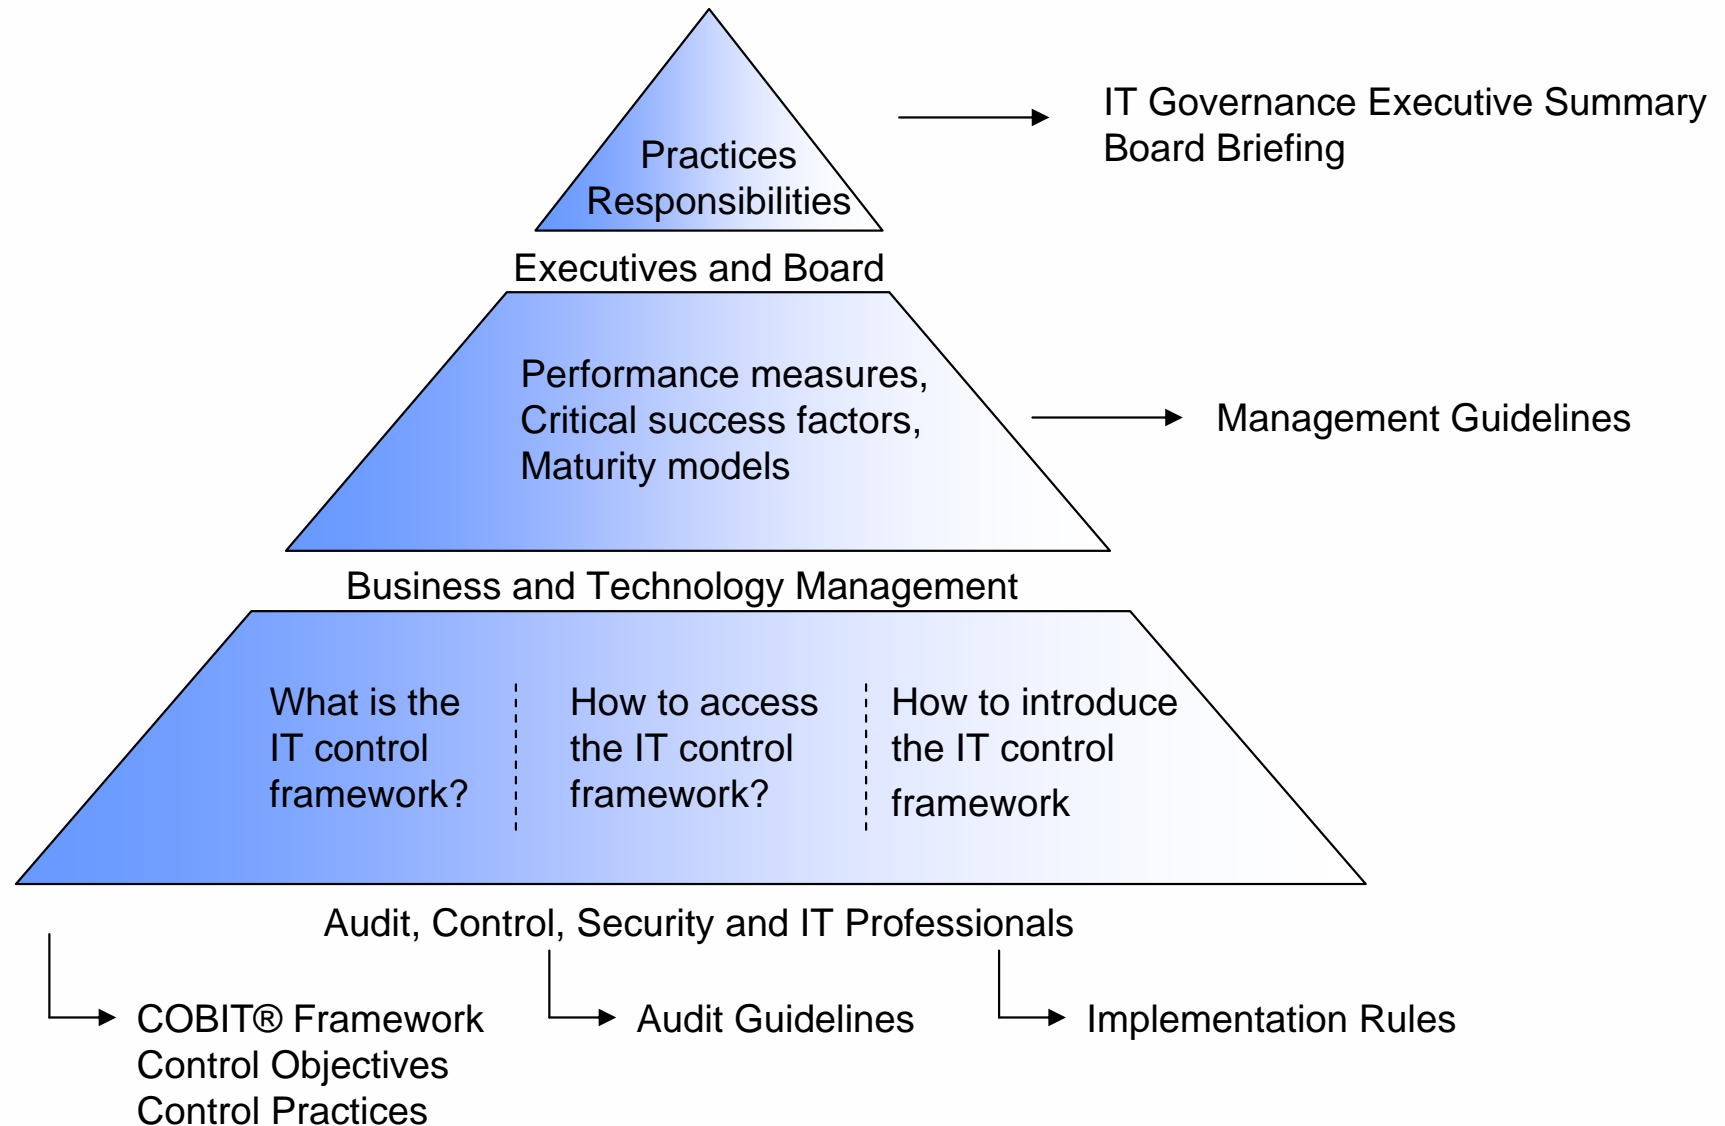 Practices
Responsibilities
IT Governance Executive Summary
Board Briefing
Executives and Board
Performance measures,
Critical success factors,
Maturity models
Management Guidelines
Business and Technology Management
What is the
IT control
framework?
How to access
the IT control
framework?
How to introduce
the IT control
framework
Audit, Control, Security and IT Professionals
COBIT® Framework
Control Objectives
Control Practices
Audit Guidelines
Implementation Rules